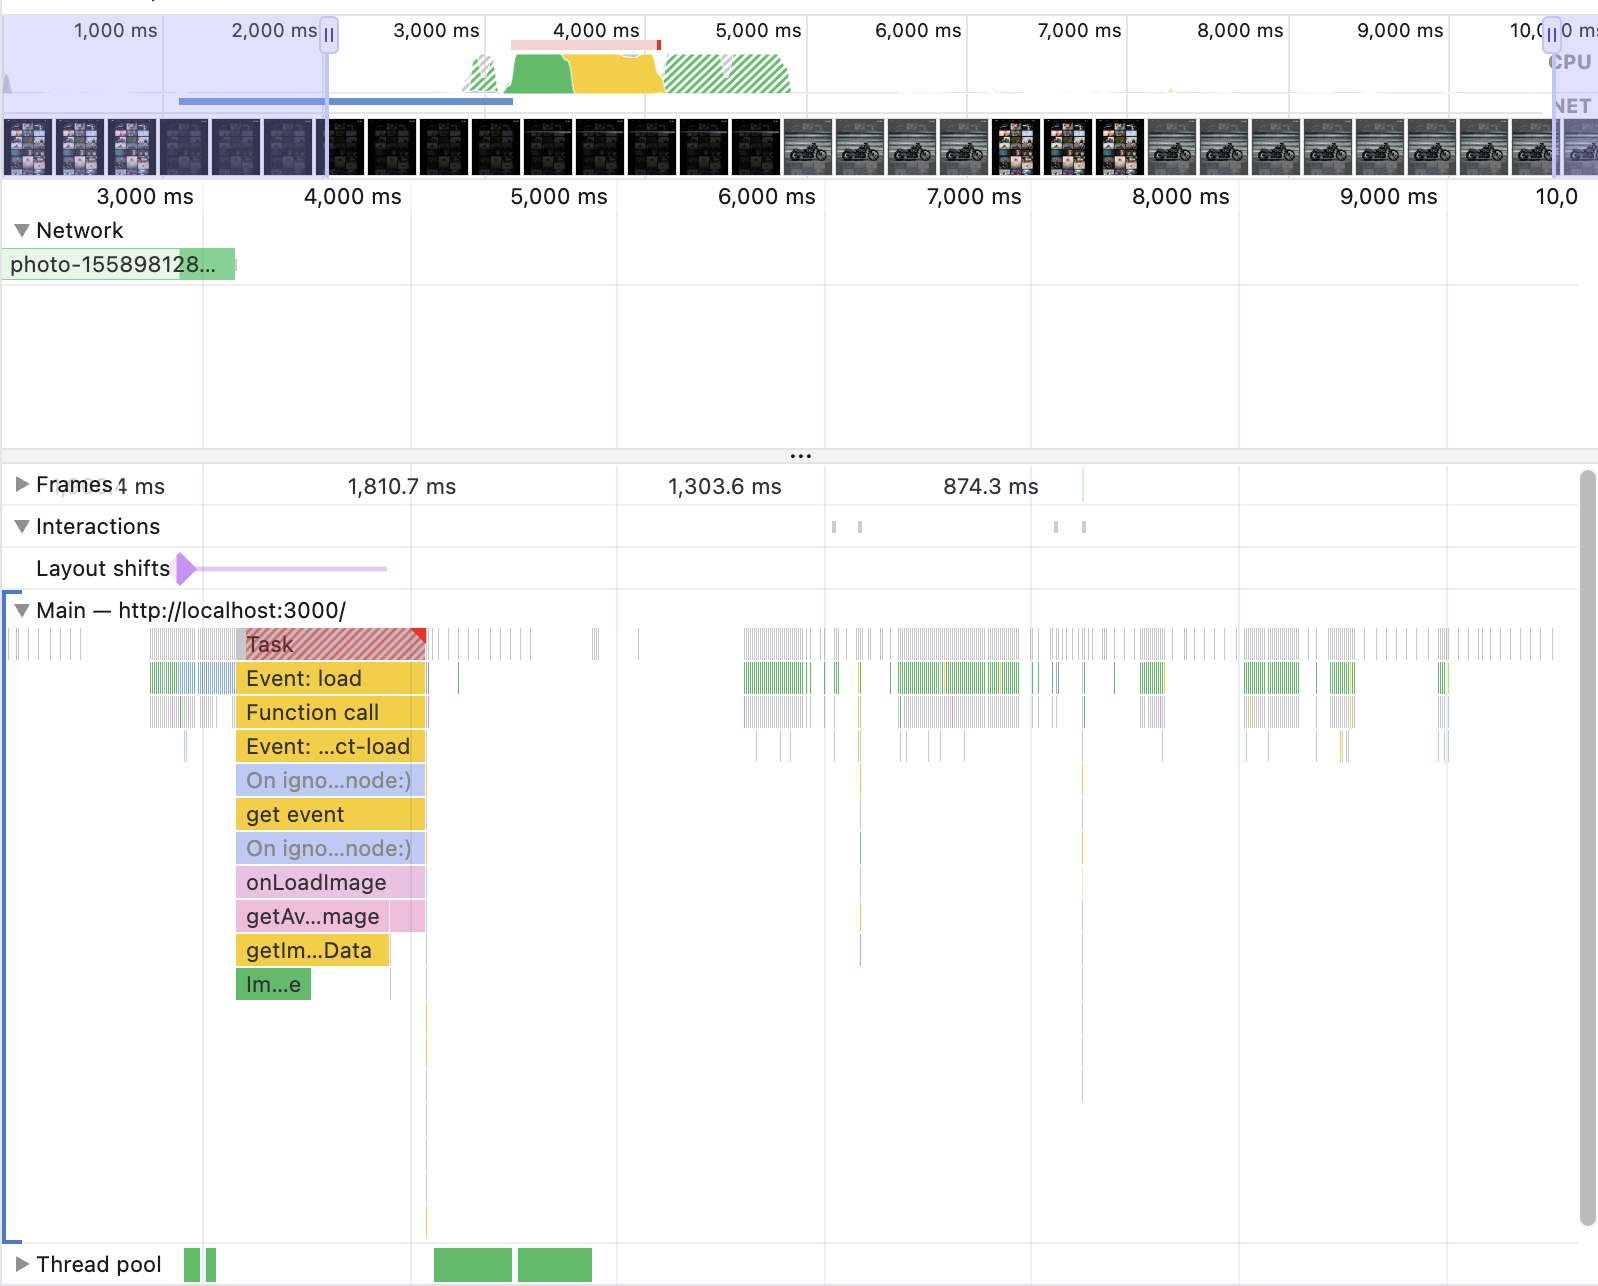 1,000 ms 2,000 ms 3,000 ms 4,000 ms 5,000 ms 6,000 ms 7,000 ms 8,000 ms 9,000 ms
CPU
NET
3,000 ms 4,000 ms 5,000 ms 6,000 ms 7,000 ms 8,000 ms 9,000 ms 10,0
Network
photo-155898128...
Frames 4 ms 1,810.7 ms 1,303.6 ms 874.3 ms
Interactions
Layout shifts
Main — http://localhost:3000/
Task
Event: load
Function call
Event: ...ct-load
On igno...node:)
get event
On igno...node:)
onLoadImage
getAv...mage
getIm...Data
Im...e
Thread pool